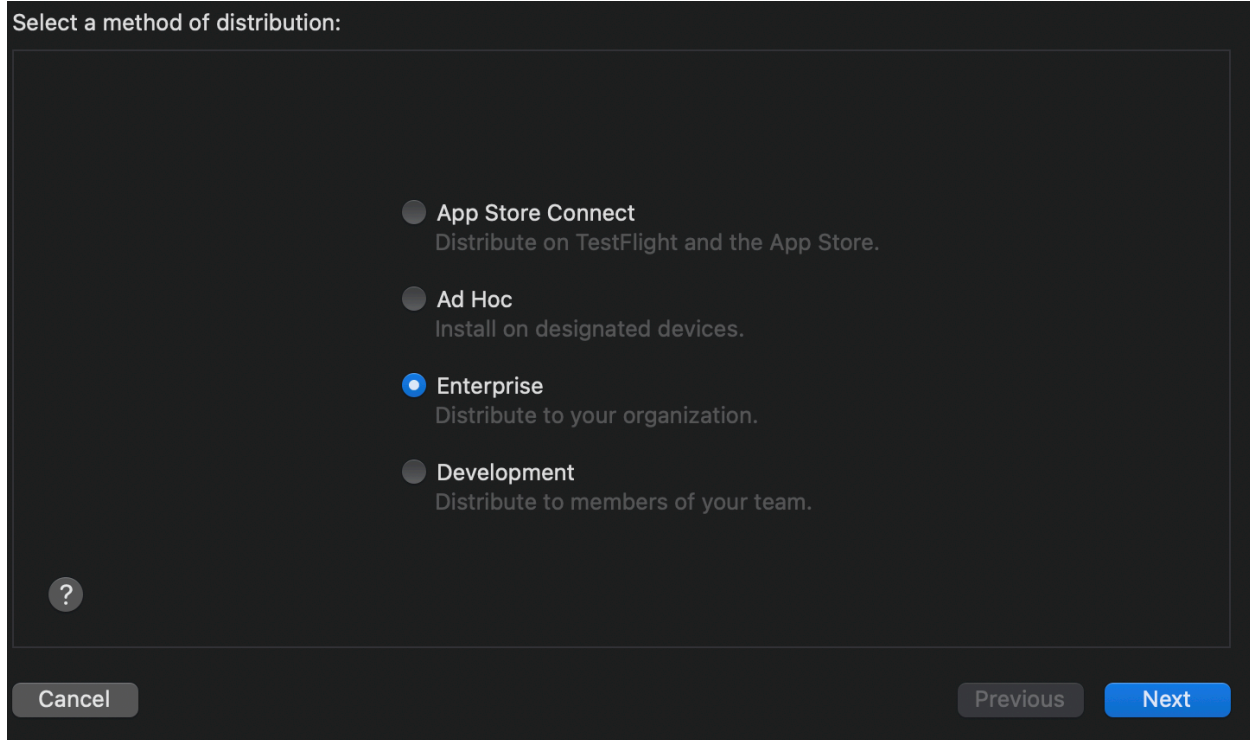 Select a method of distribution:
App Store Connect
Distribute on TestFlight and the App Store.
Ad Hoc
Install on designated devices.
Enterprise
Distribute to your organization.
Development
Distribute to members of your team.
?
Cancel
Previous
Next